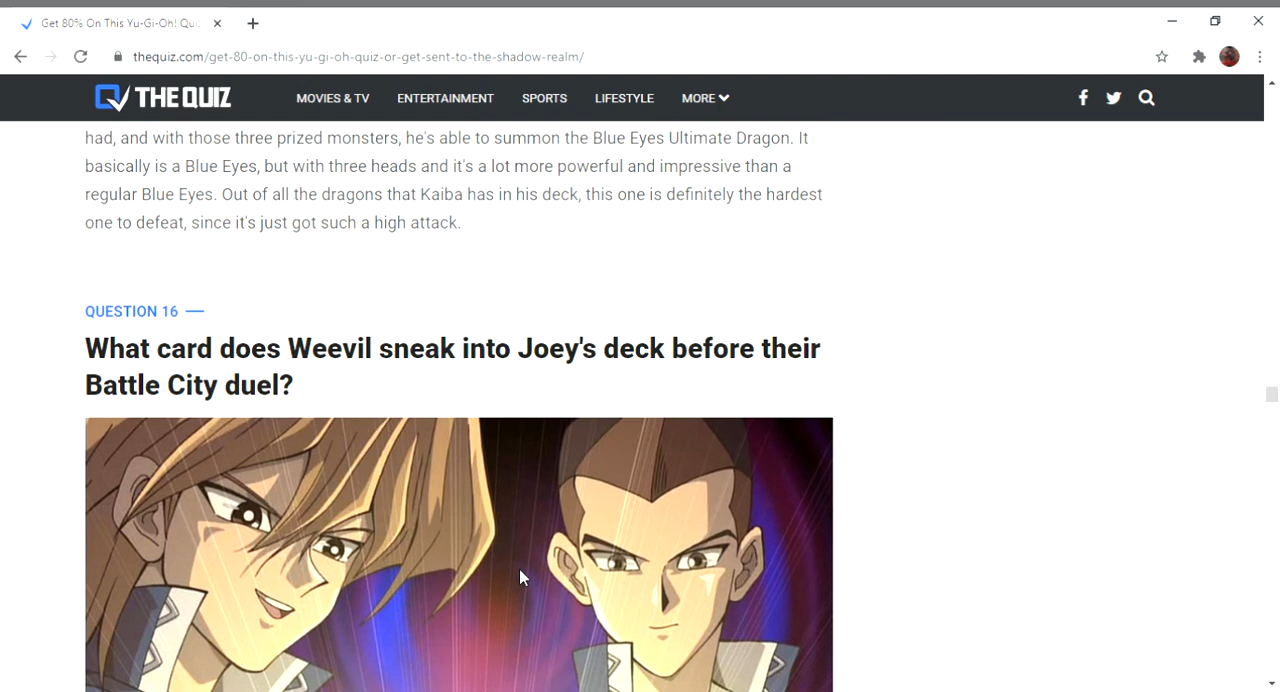 Get 80% On This Yu-Gi-Oh! Qu
thequiz.com/get-80-on-this-yu-gi-oh-quiz-or-get-sent-to-the-shadow-realm/
THE QUIZ MOVIES & TV ENTERTAINMENT SPORTS LIFESTYLE MORE
had, and with those three prized monsters, he's able to summon the Blue Eyes Ultimate Dragon. It
basically is a Blue Eyes, but with three heads and it's a lot more powerful and impressive than a
regular Blue Eyes. Out of all the dragons that Kaiba has in his deck, this one is definitely the hardest
one to defeat, since it's just got such a high attack.
QUESTION 16
What card does Weevil sneak into Joey's deck before their
Battle City duel?